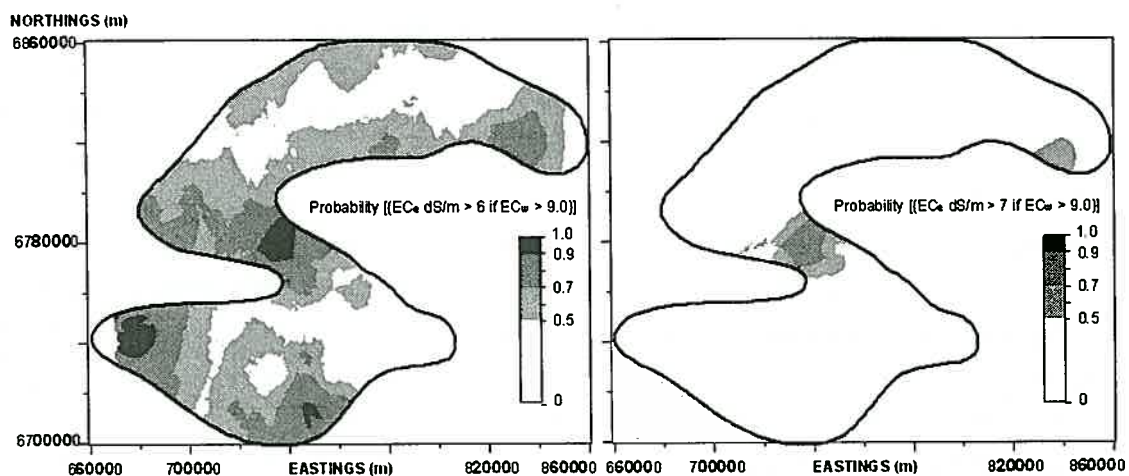 NORTHINGS (m)
6860000
6780000
6700000
660000 700000 EASTINGS (m) 820000 860000
Probability [(ECe dS/m > 6 if ECw > 9.0)]
1.0
0.9
0.7
0.5
0
Probability [(ECe dS/m > 7 if ECw > 9.0)]
1.0
0.9
0.7
0.5
0
660000 700000 EASTINGS (m) 820000 860000